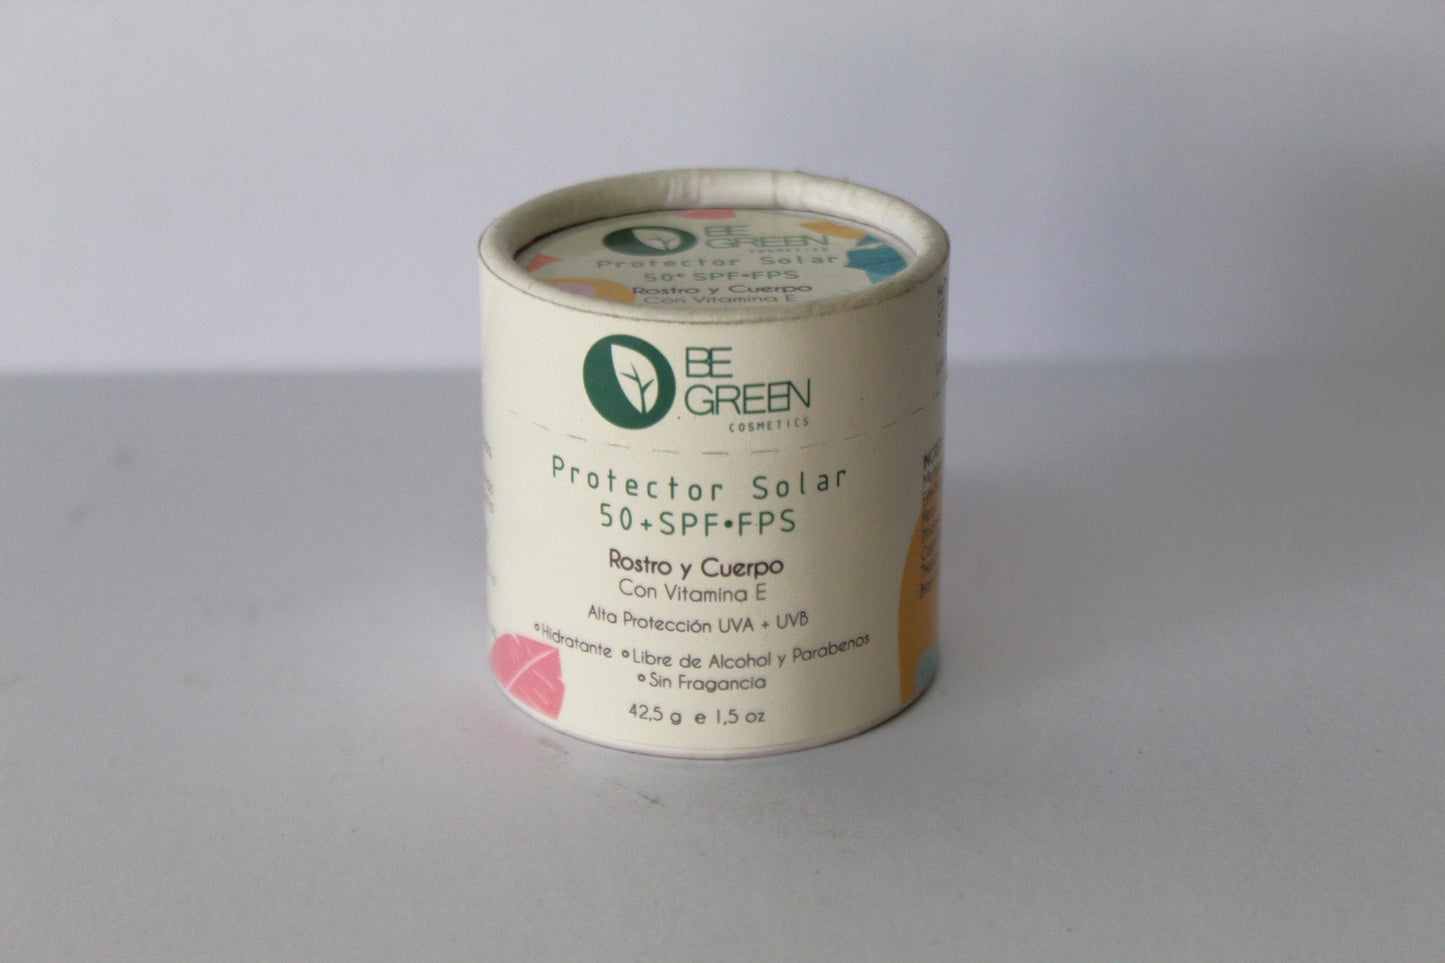 BE
GREEN
COSMETICS
Protector Solar
50+ SPF•FPS
Rostro y Cuerpo
Con Vitamina E
BE
GREEN
COSMETICS
Protector Solar
50+SPF•FPS
Rostro y Cuerpo
Con Vitamina E
Alta Protección UVA + UVB
°Hidratante °Libre de Alcohol y Parabenos
°Sin Fragancia
42,5 g e 1,5 oz